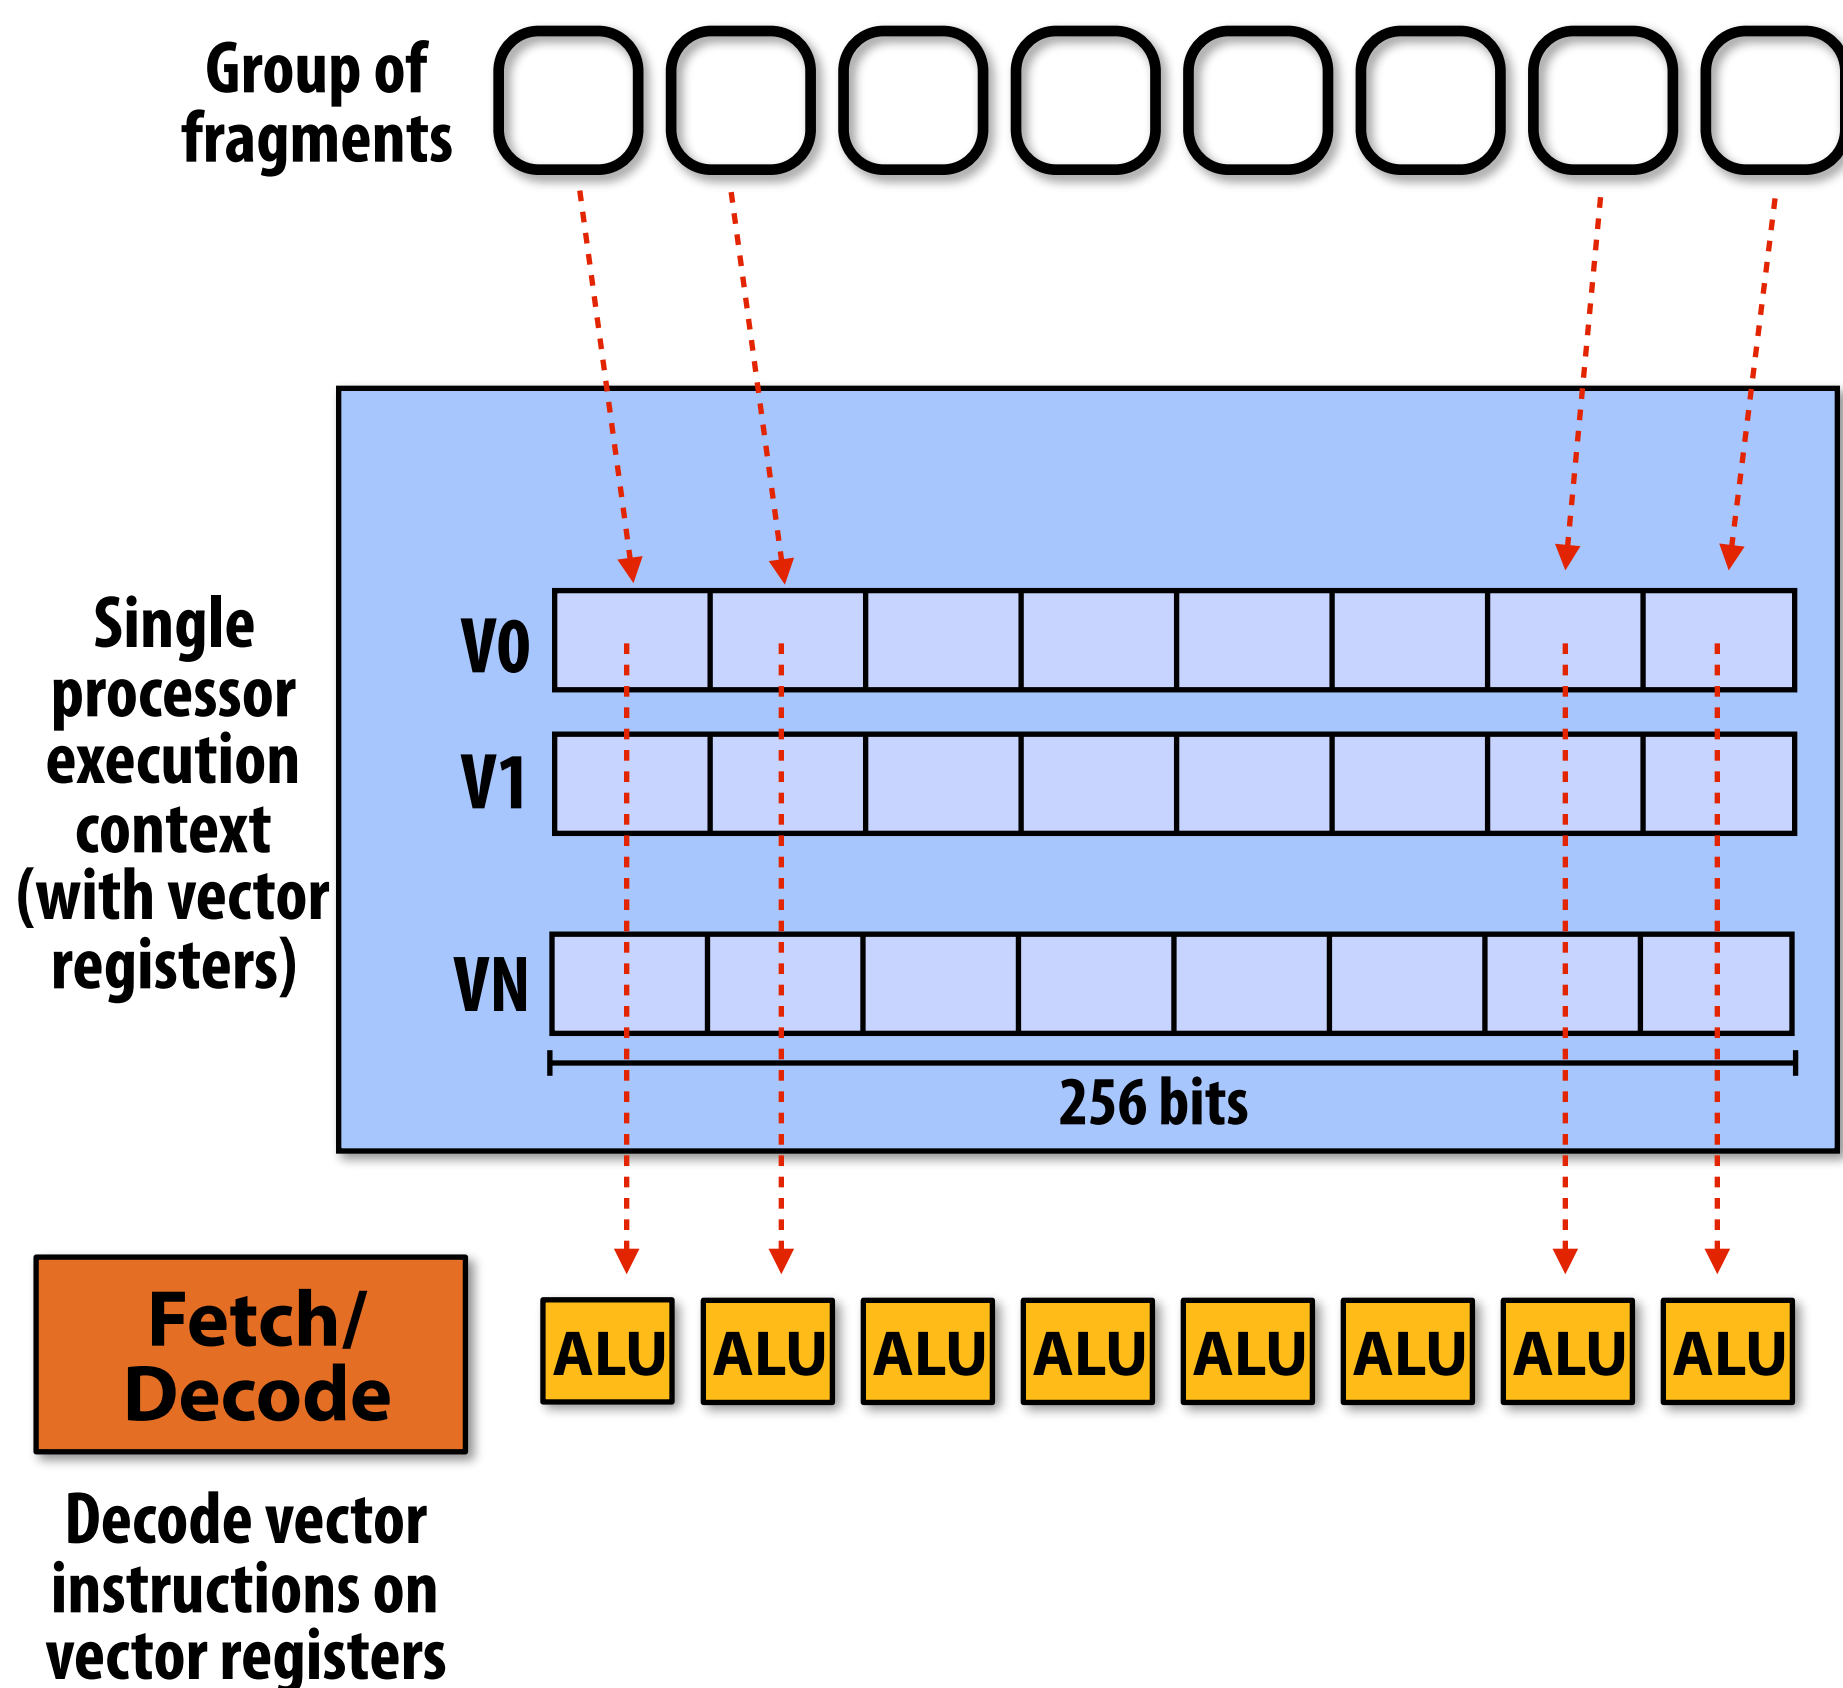 Group of
fragments
Single
processor
execution
context
(with vector
registers)
V0
V1
VN
256 bits
Fetch/
Decode
ALU ALU ALU ALU ALU ALU ALU ALU
Decode vector
instructions on
vector registers